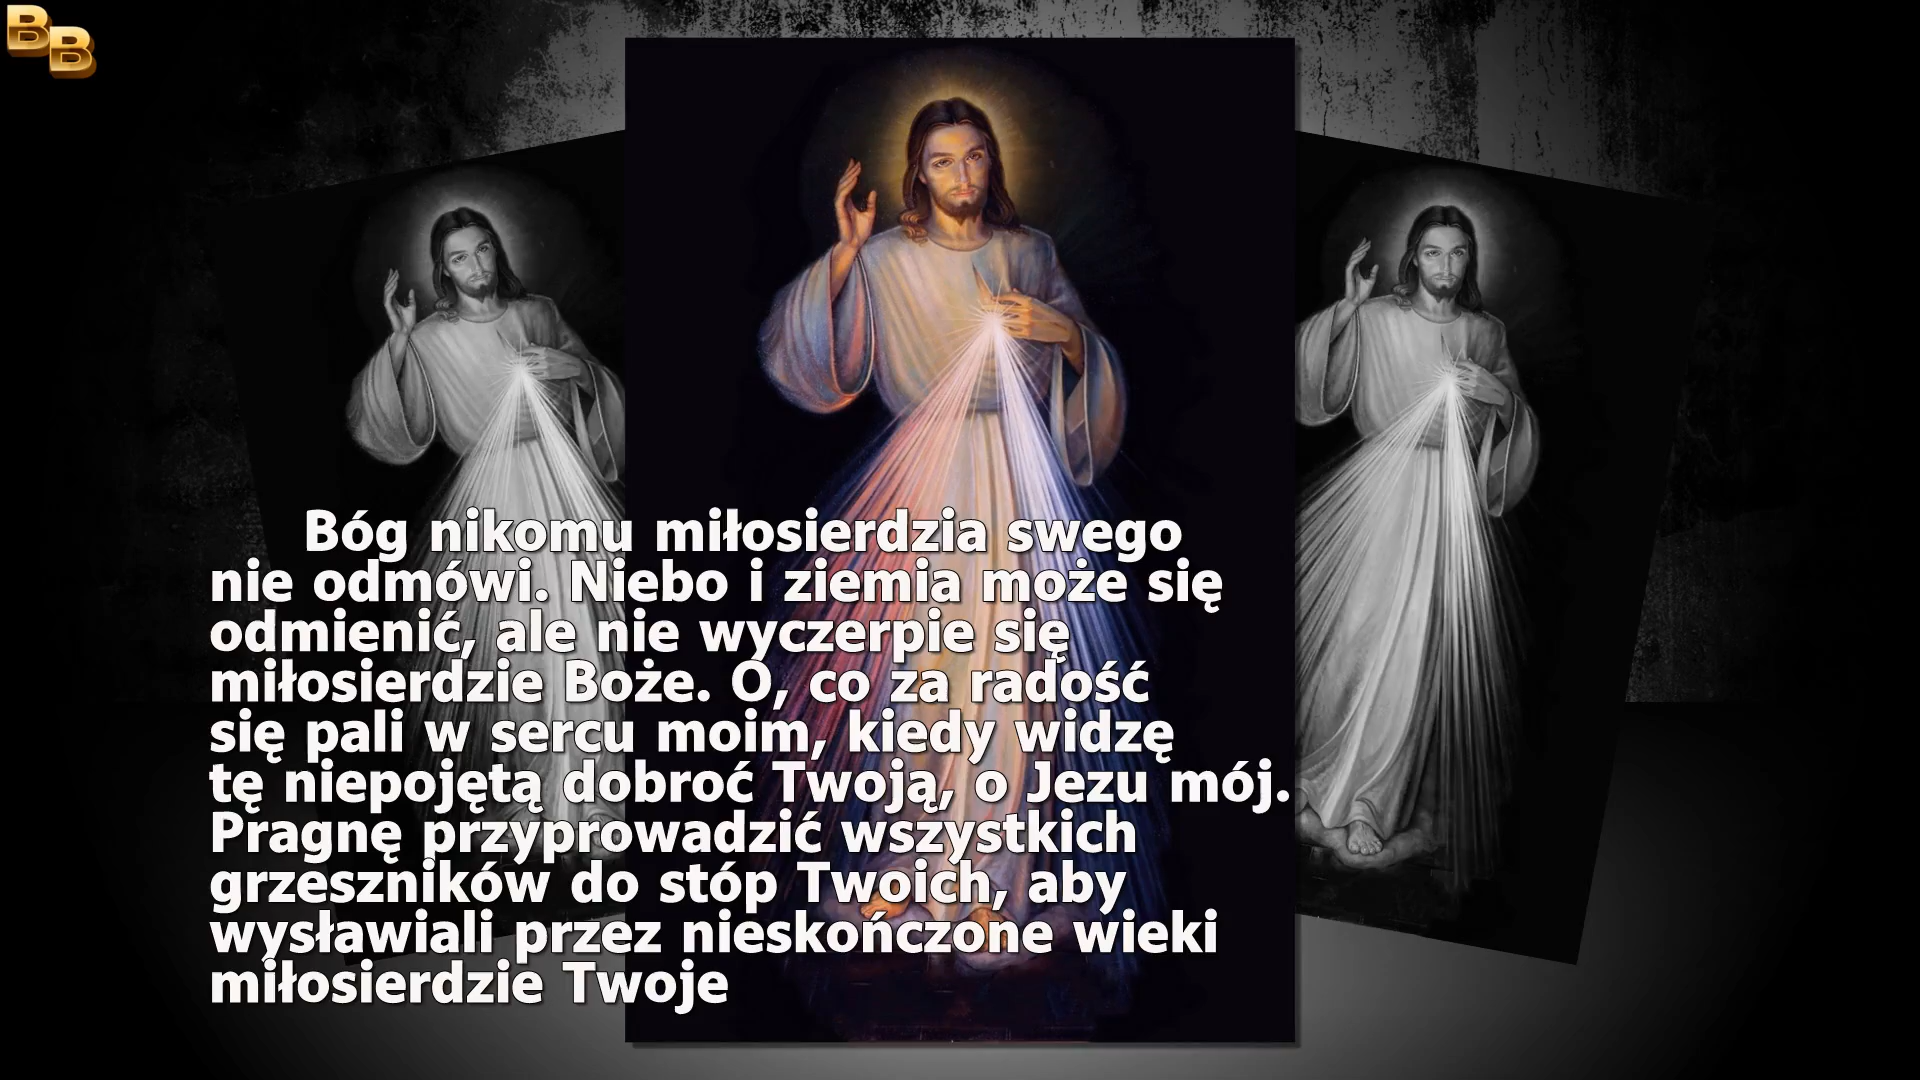 BB
Bóg nikomu miłosierdzia swego
nie odmówi. Niebo i ziemia może się
odmienić, ale nie wyczerpie się
miłosierdzie Boże. O, co za radość
się pali w sercu moim, kiedy widzę
tę niepojętą dobroć Twoją, o Jezu mój.
Pragnę przyprowadzić wszystkich
grzeszników do stóp Twoich, aby
wysławiali przez nieskończone wieki
miłosierdzie Twoje